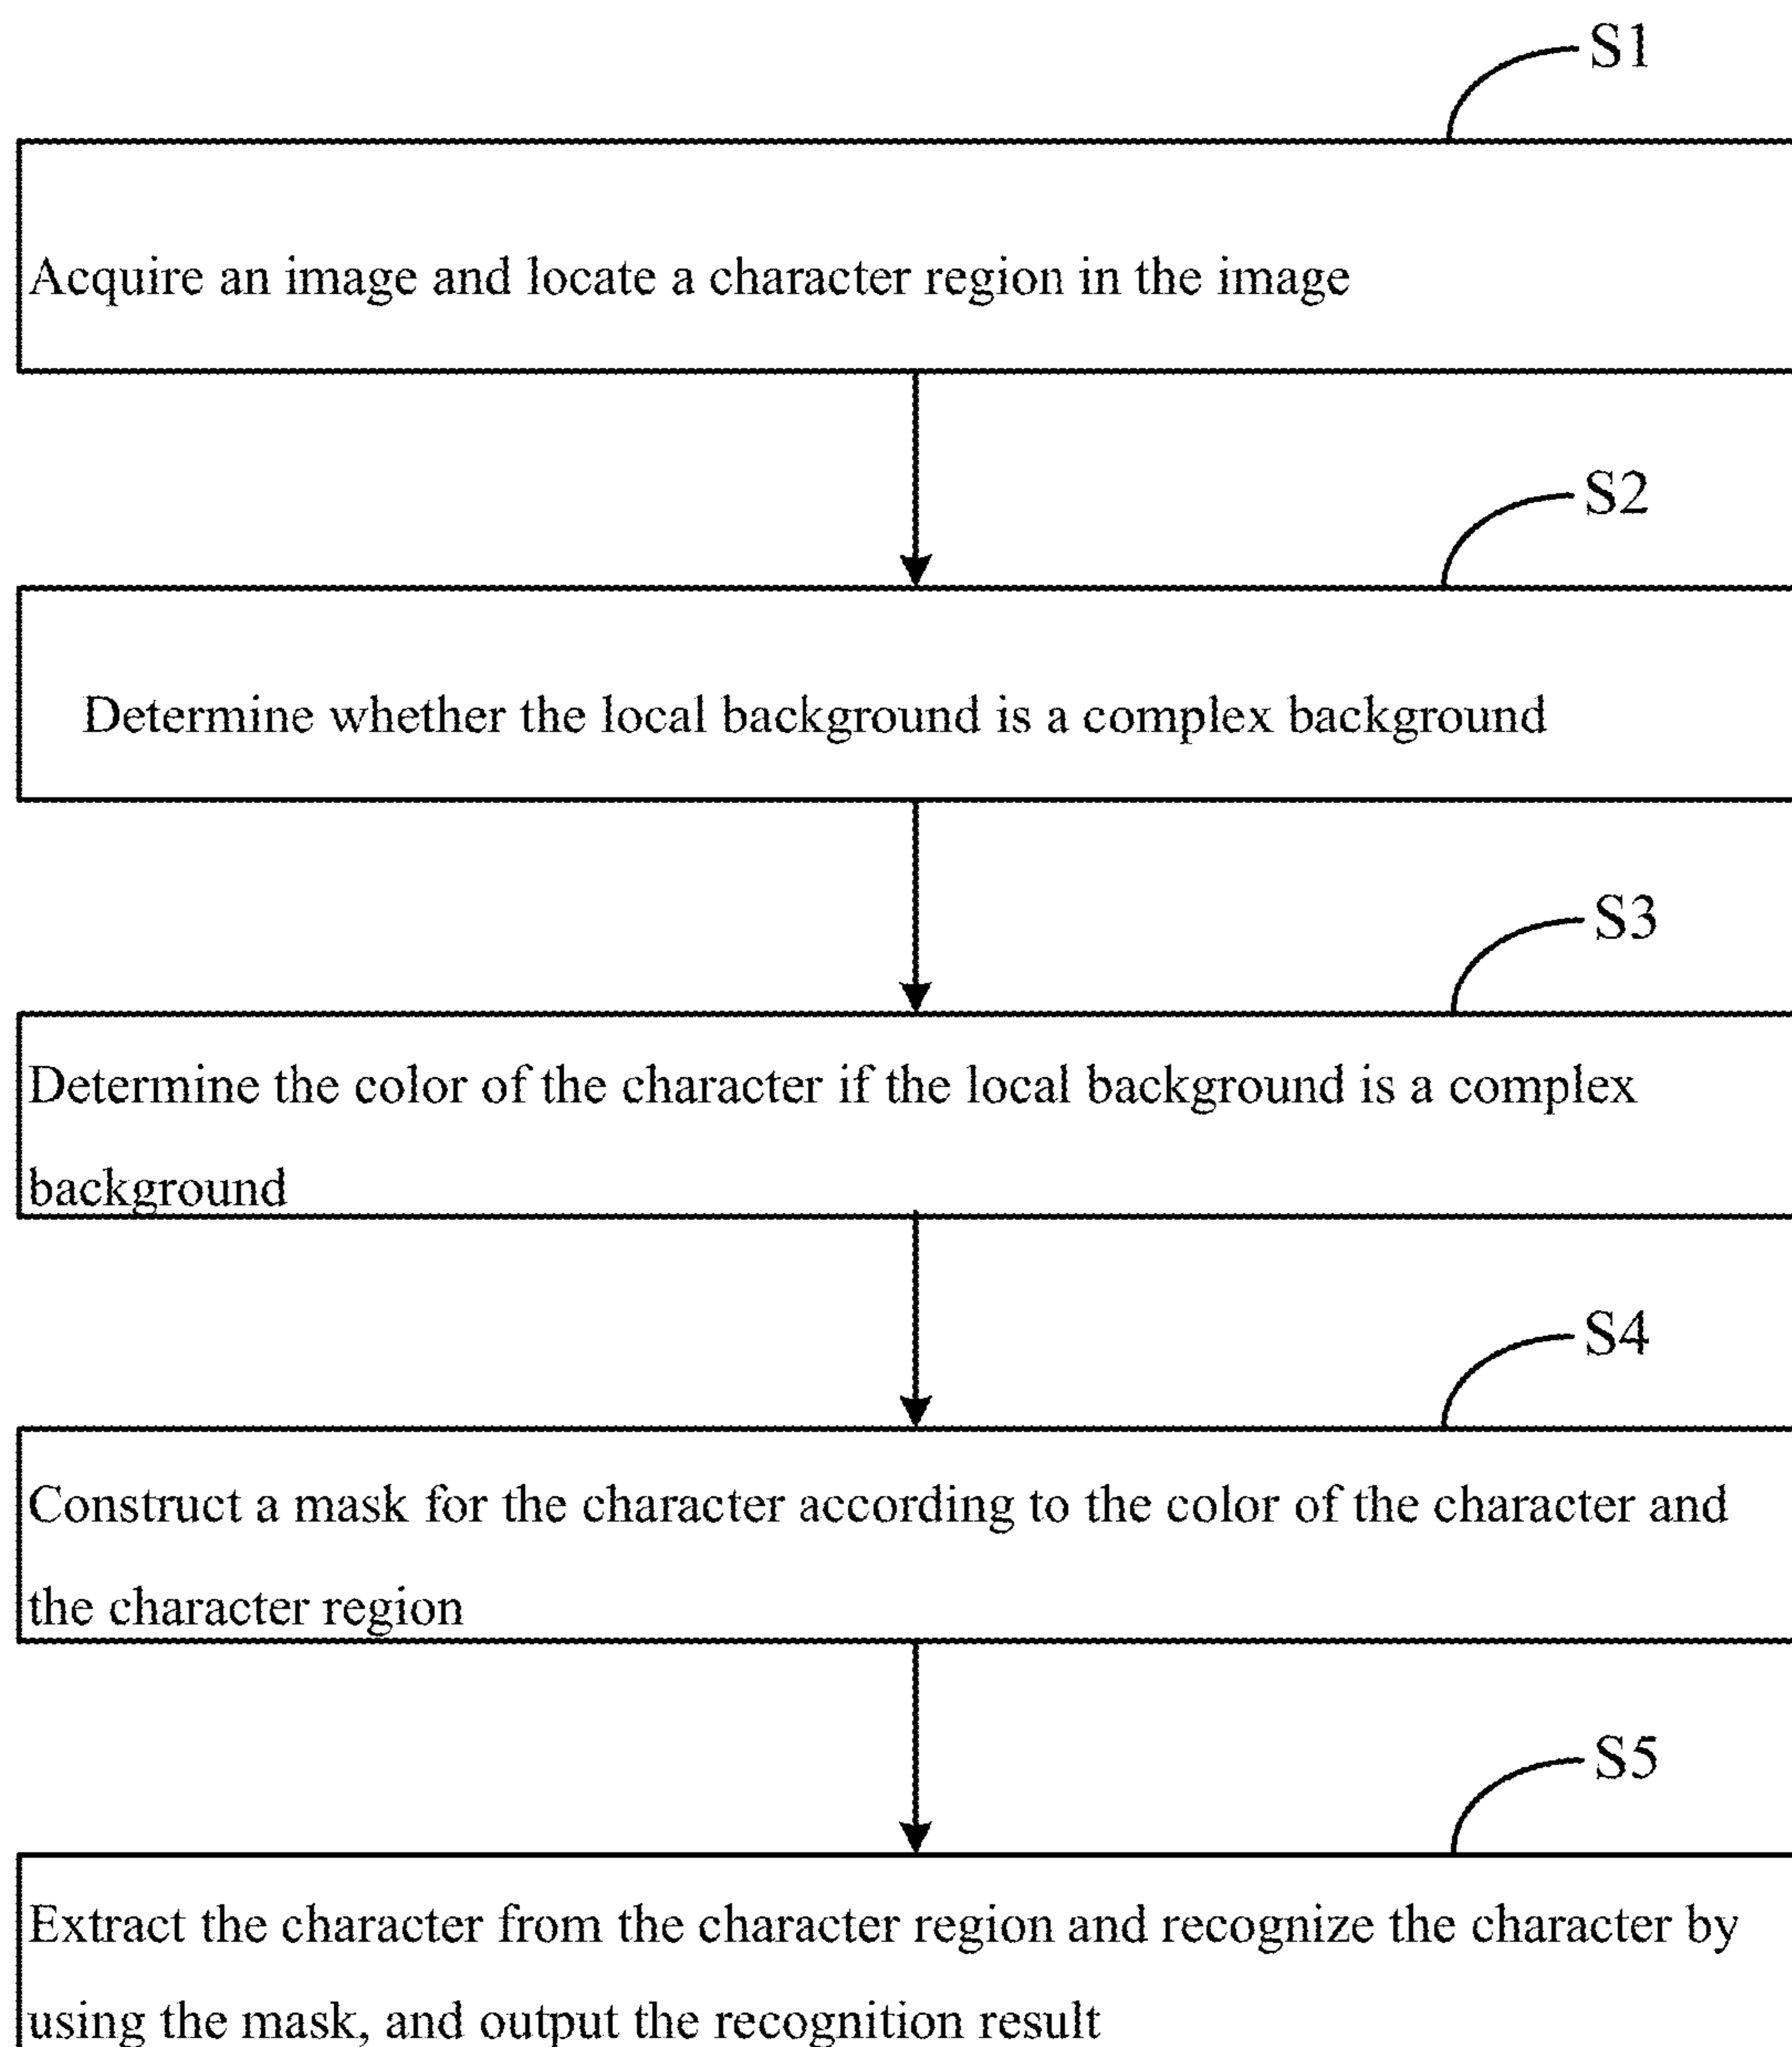 S1
Acquire an image and locate a character region in the image
S2
Determine whether the local background is a complex background
S3
Determine the color of the character if the local background is a complex
background
S4
Construct a mask for the character according to the color of the character and
the character region
S5
Extract the character from the character region and recognize the character by
using the mask, and output the recognition result